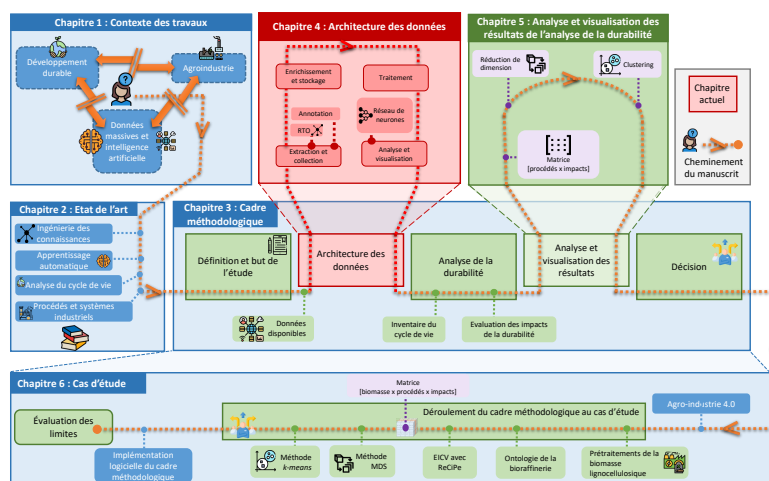 Chapitre 1 : Contexte des travaux
Développement
durable
Agroindustrie
Données
massives et
intelligence
artificielle
Chapitre 4 : Architecture des données
Enrichissement
et stockage
Traitement
Annotation
RTO
Réseau de
neurones
Extraction et
collection
Analyse et
visualisation
Chapitre 5 : Analyse et visualisation des
résultats de l'analyse de la durabilité
Réduction de
dimension
Clustering
Matrice
[procédés x impacts]
Chapitre
actuel
Cheminement
du manuscrit
Chapitre 2 : Etat de l'art
Ingénierie des
connaissances
Apprentissage
automatique
Analyse du cycle de vie
Procédés et systèmes
industriels
Chapitre 3 : Cadre
méthodologique
Définition et but de
l'étude
Architecture des
données
Analyse de la
durabilité
Analyse et
visualisation des
résultats
Décision
Données
disponibles
Inventaire du
cycle de vie
Evaluation des impacts
de la durabilité
Chapitre 6 : Cas d'étude
Matrice
[biomasse x procédés x impacts]
Évaluation des
limites
Déroulement du cadre méthodologique au cas d'étude
Agro-industrie 4.0
Implémentation
logicielle du cadre
méthodologique
Méthode
k-means
Méthode
MDS
EICV avec
ReCiPe
Ontologie de la
bioraffinerie
Prétraitements de la
biomasse
lignocellulosique